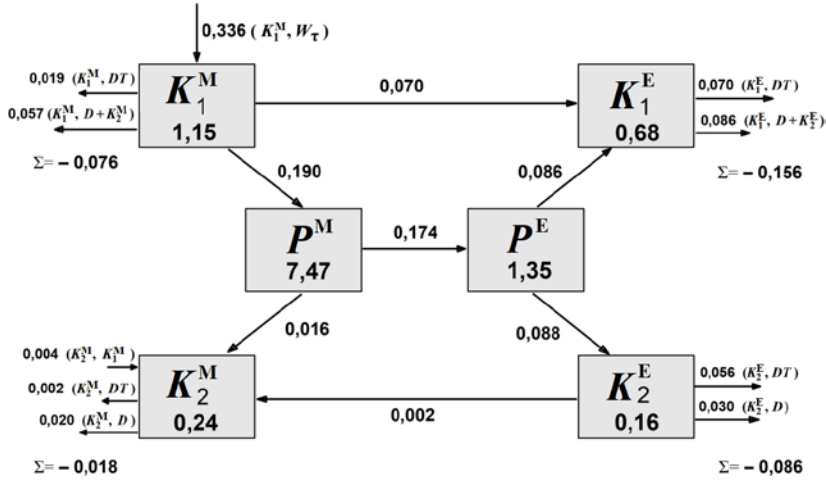 0,336 (K₁ᴹ, W_τ)
0,019 (K₁ᴹ, DT)
0,057 (K₁ᴹ, D+K₂ᴹ)
K₁ᴹ
1,15
Σ= – 0,076
0,070
K₁ᴱ
0,68
0,070 (K₁ᴱ, DT)
0,086 (K₁ᴱ, D+K₂ᴱ)
Σ= – 0,156
0,190
0,086
Pᴹ
7,47
0,174
Pᴱ
1,35
0,016
0,088
0,004 (K₂ᴹ, K₁ᴹ)
0,002 (K₂ᴹ, DT)
0,020 (K₂ᴹ, D)
K₂ᴹ
0,24
Σ= – 0,018
0,002
K₂ᴱ
0,16
0,056 (K₂ᴱ, DT)
0,030 (K₂ᴱ, D)
Σ= – 0,086